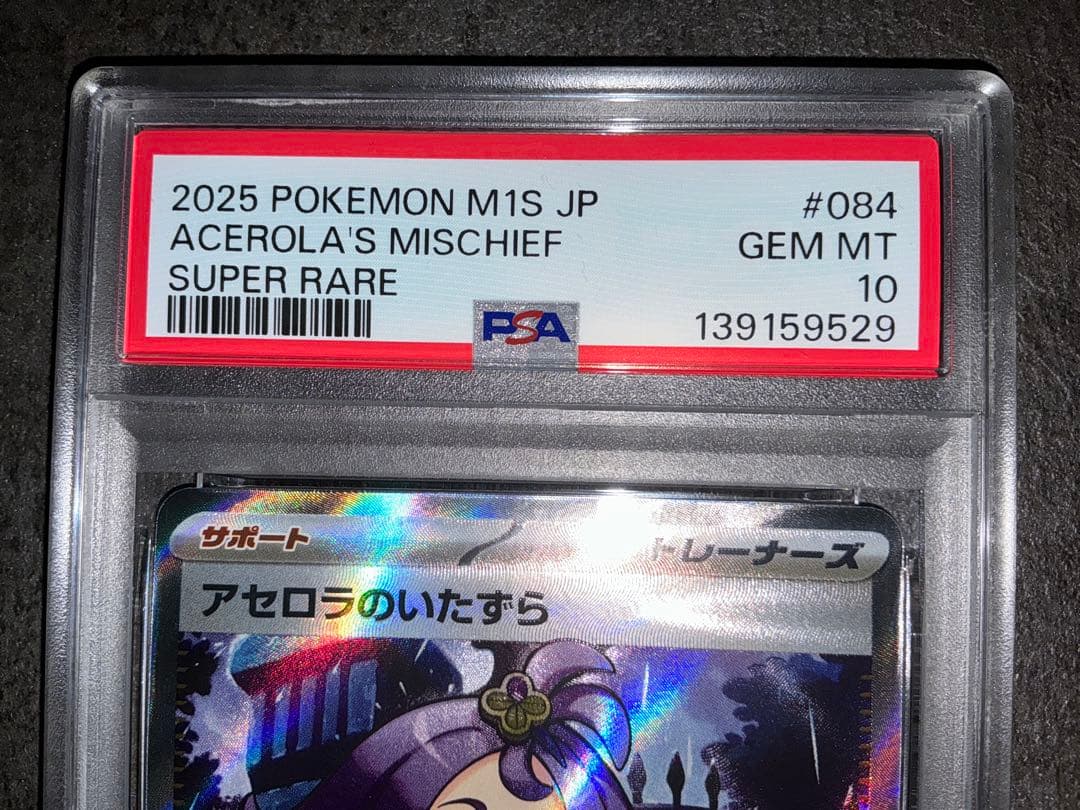 2025 POKEMON M1S JP #084
ACEROLA'S MISCHIEF GEM MT
SUPER RARE 10
PSA 139159529
サポート トレーナーズ
アセロラのいたずら